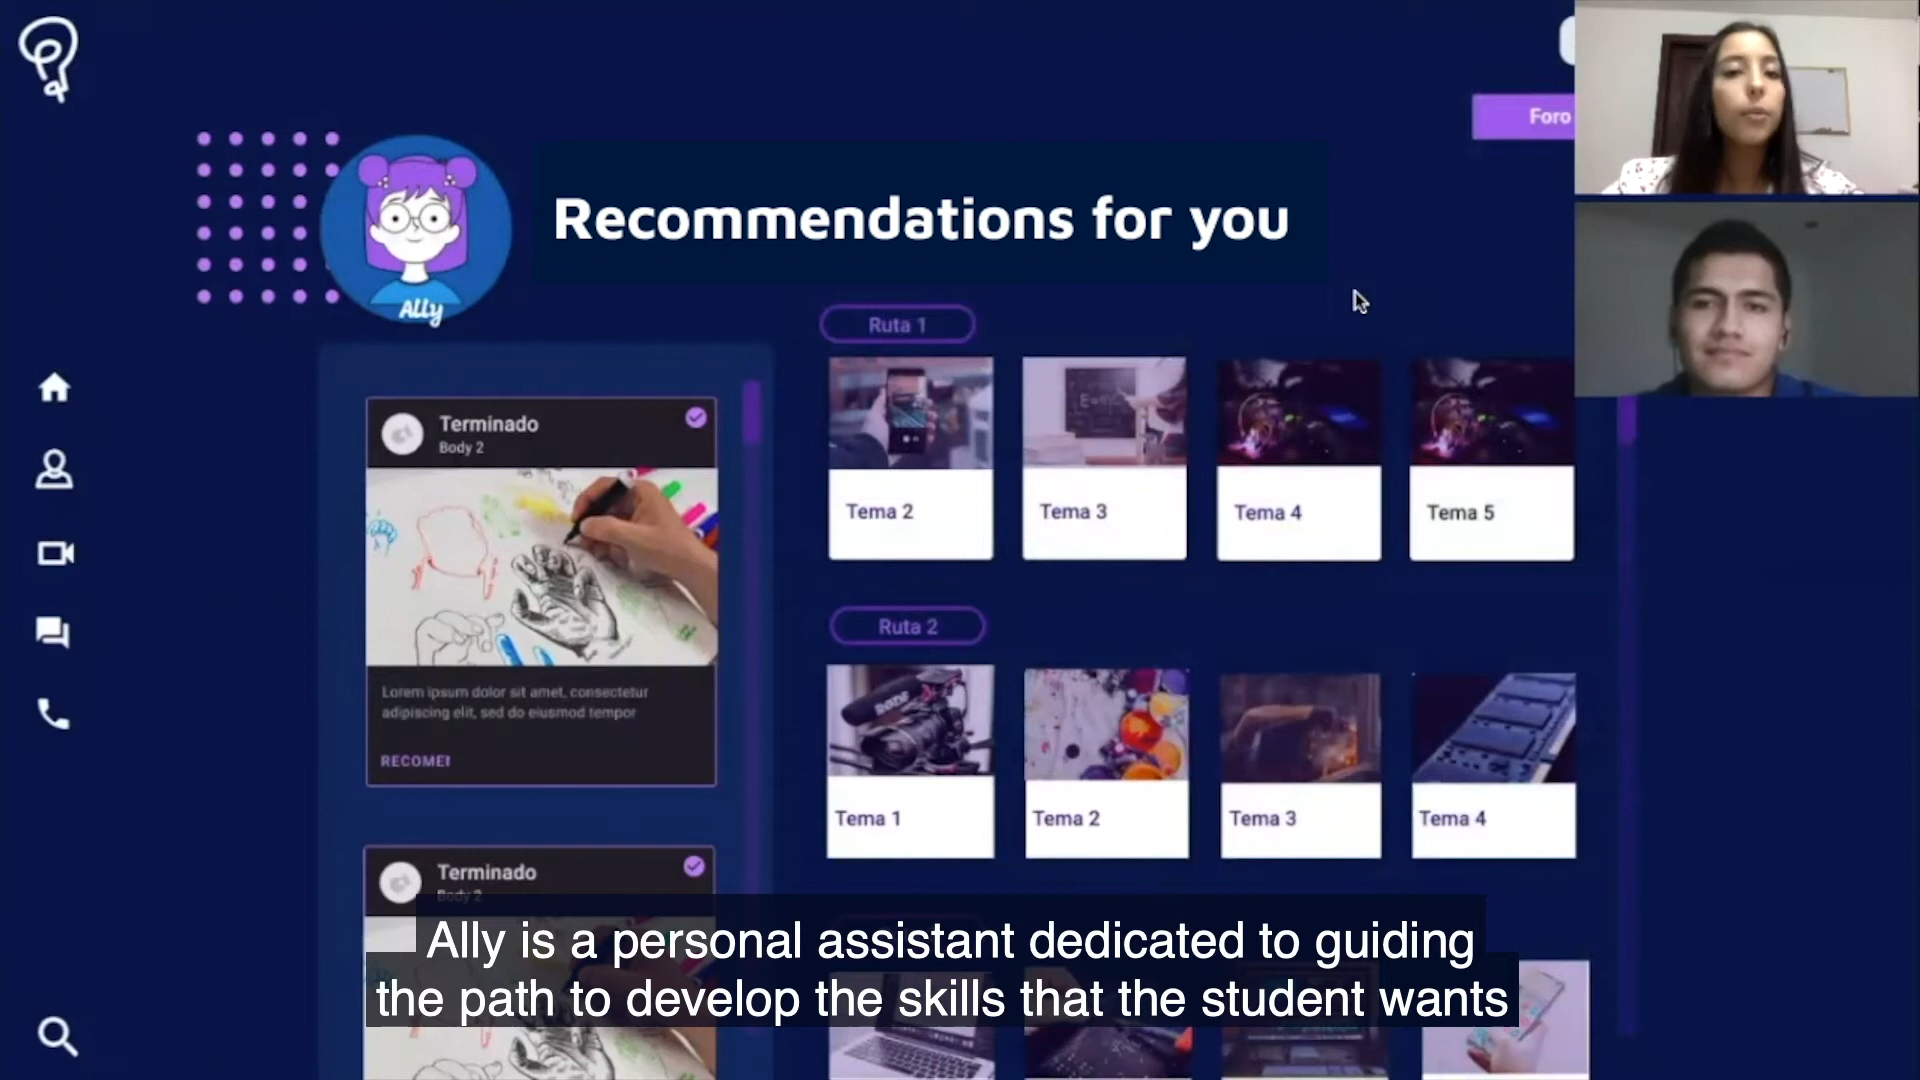 Foro
Recommendations for you
Ally
Ruta 1
Terminado
Body 2
Tema 2
Tema 3
Tema 4
Tema 5
Ruta 2
Lorem ipsum dolor sit amet, consectetur
adipiscing elit, sed do eiusmod tempor
RECOME
Tema 1
Tema 2
Tema 3
Tema 4
Terminado
Body 2
Ally is a personal assistant dedicated to guiding
the path to develop the skills that the student wants